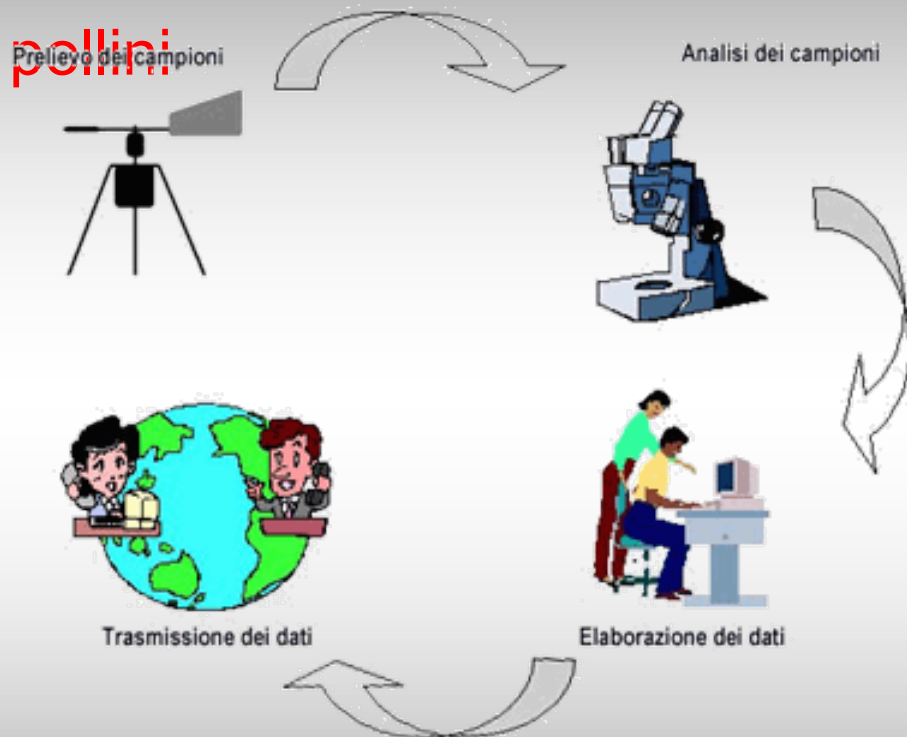 pollini
Prelievo dei campioni
Analisi dei campioni
Trasmissione dei dati
Elaborazione dei dati